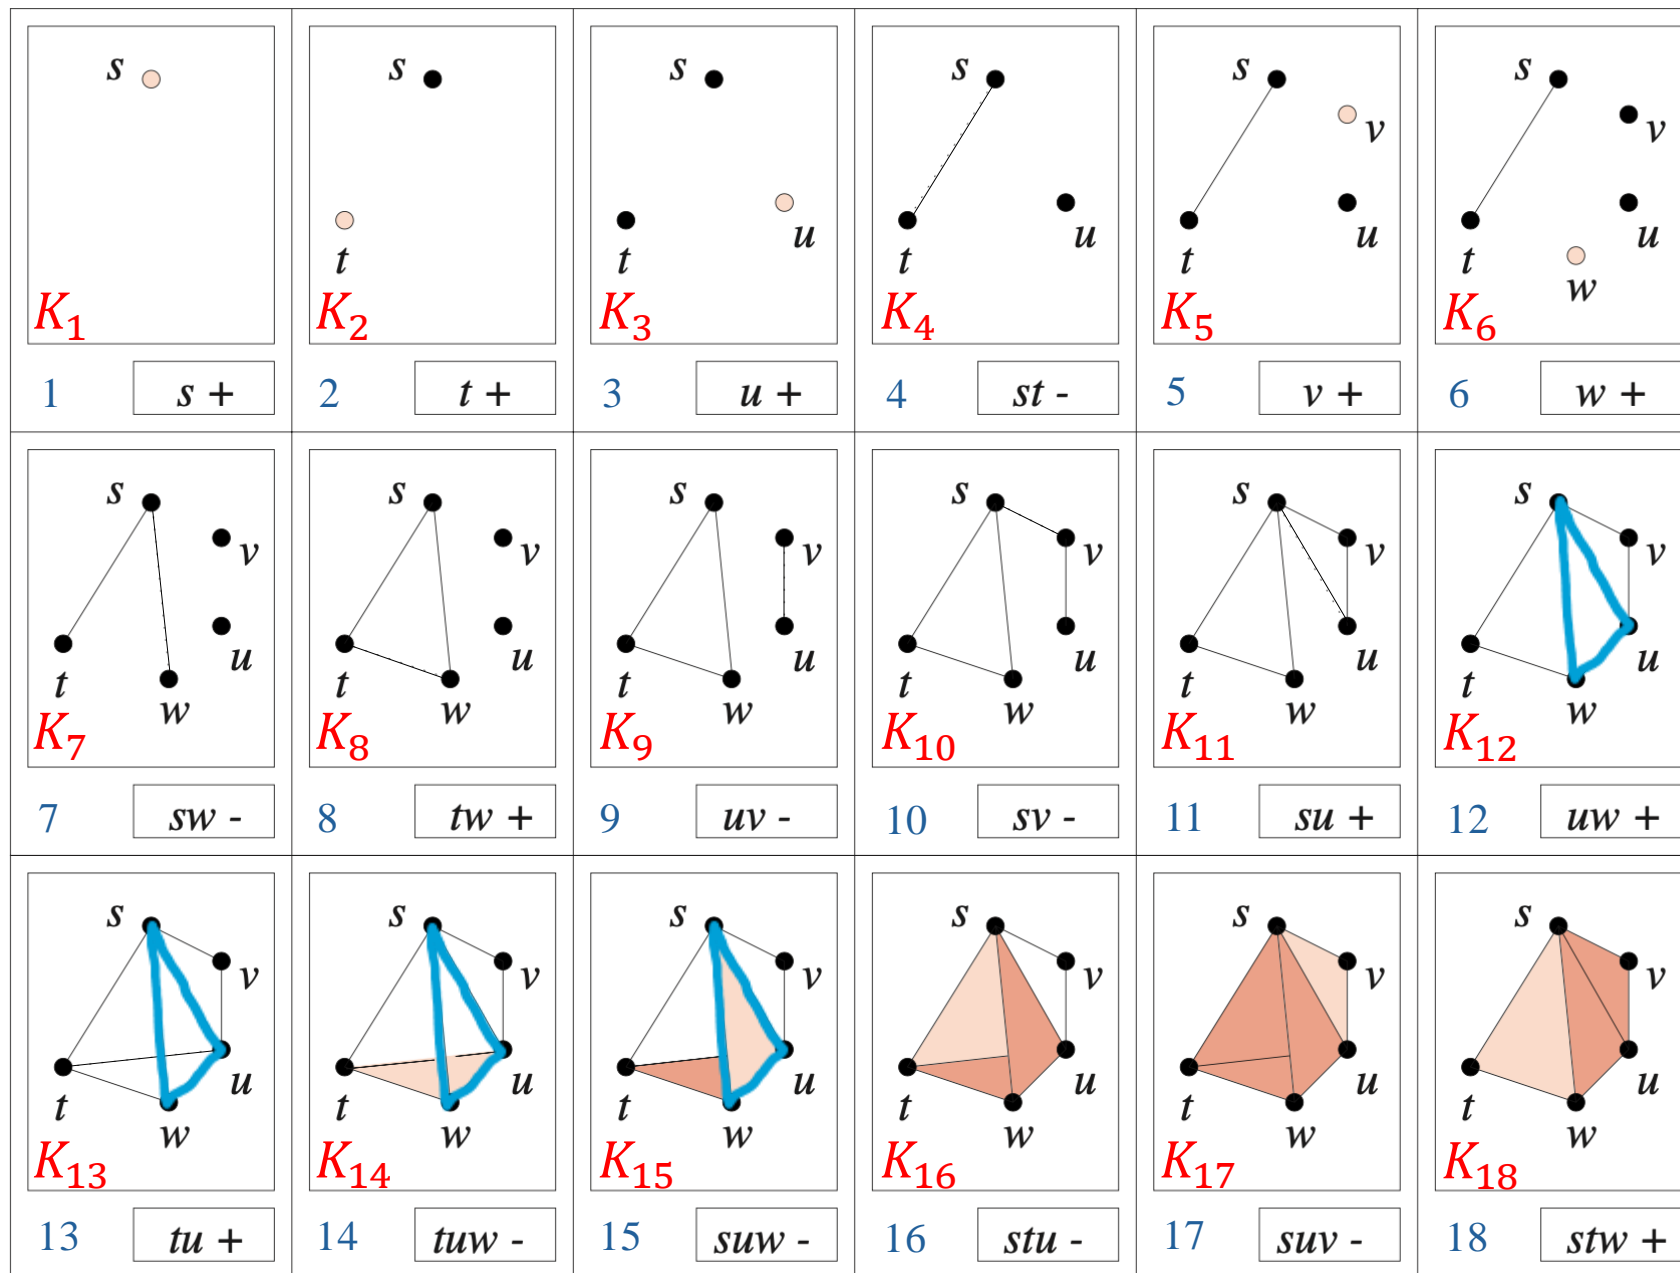 s s s s s s
v v
u u u u
t t t t t
w
K₁ K₂ K₃ K₄ K₅ K₆
1 s + 2 t + 3 u + 4 st - 5 v + 6 w +
s s s s s s
v v v v v v
u u u u u u
t t t t t t
w w w w w w
K₇ K₈ K₉ K₁₀ K₁₁ K₁₂
7 sw - 8 tw + 9 uv - 10 sv - 11 su + 12 uw +
s s s s s s
v v v v v v
u u u u u u
t t t t t t
w w w w w w
K₁₃ K₁₄ K₁₅ K₁₆ K₁₇ K₁₈
13 tu + 14 tuw - 15 suw - 16 stu - 17 suv - 18 stw +